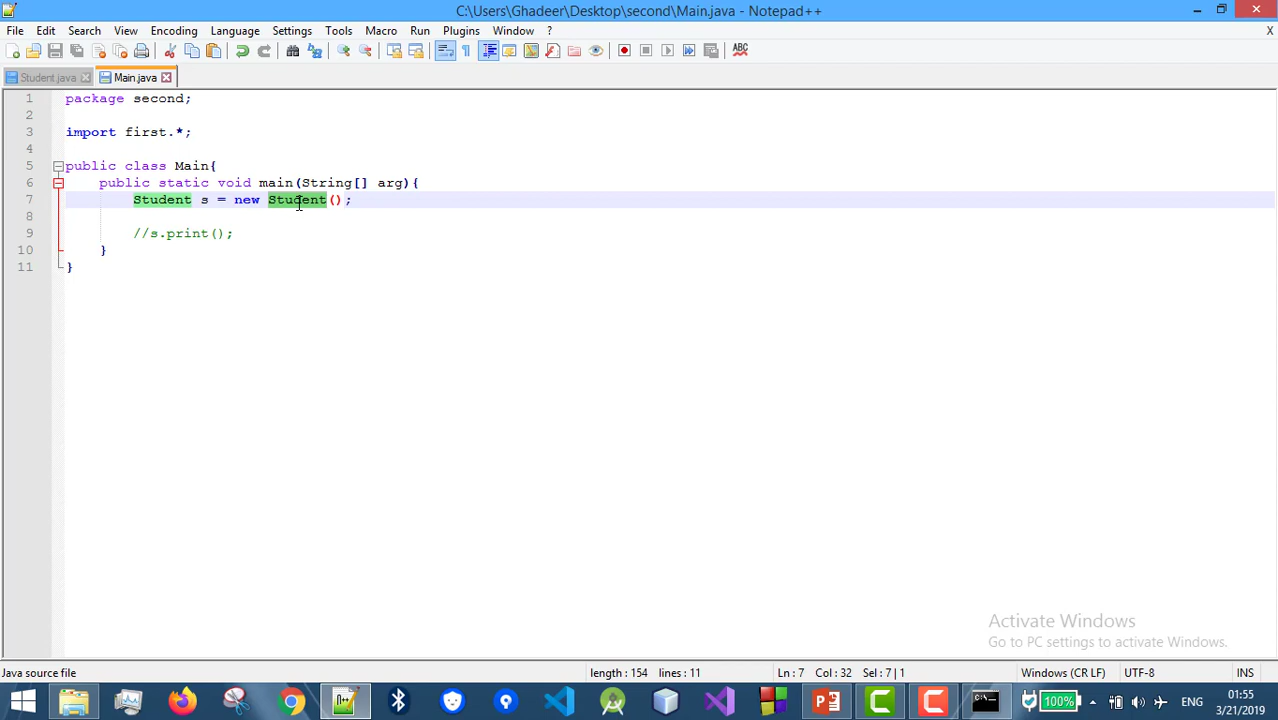 C:\Users\Ghadeer\Desktop\second\Main.java - Notepad++
File Edit Search View Encoding Language Settings Tools Macro Run Plugins Window ?
ABC
Student.java Main.java
1 package second;
2
3 import first.*;
4
5 public class Main{
6 public static void main(String[] arg){
7 Student s = new Student();
8
9 //s.print();
10 }
11 }
Activate Windows
Go to PC settings to activate Windows.
Java source file length : 154 lines : 11 Ln : 7 Col : 32 Sel : 7 | 1 Windows (CR LF) UTF-8 INS
100% ENG 01:55
3/21/2019